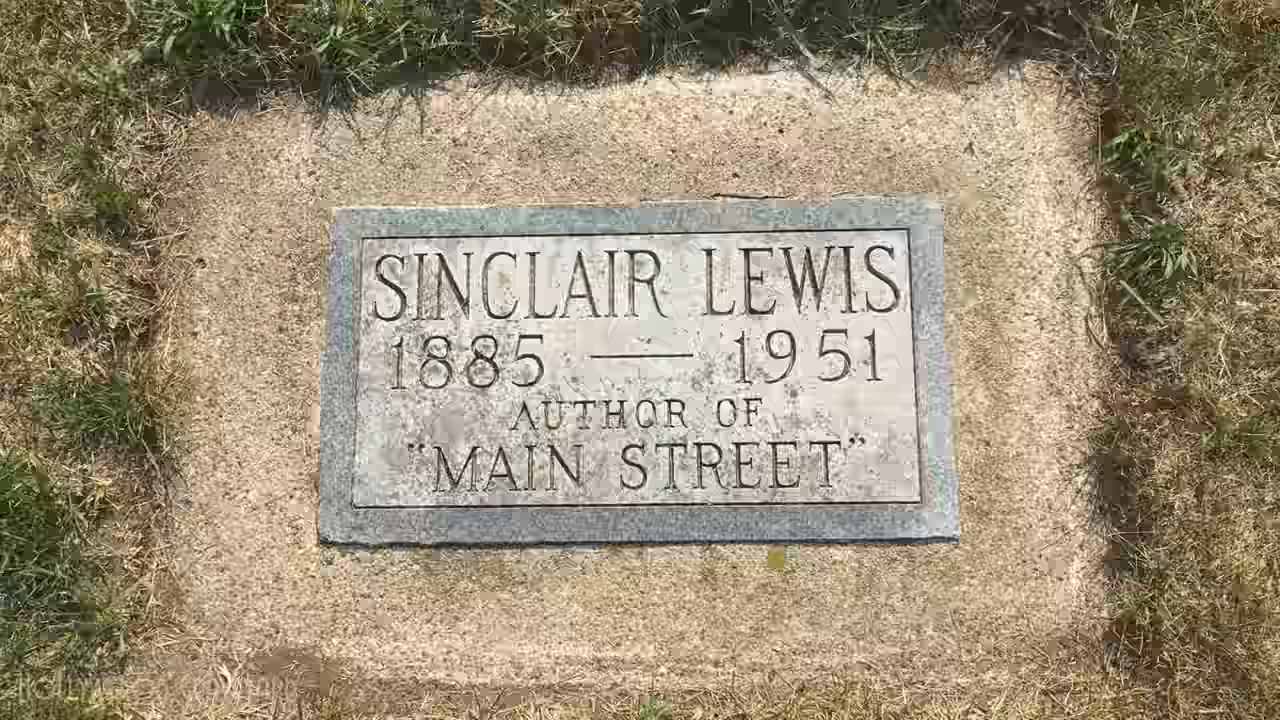 SINCLAIR LEWIS
1885 — 1951
AUTHOR OF
"MAIN STREET"